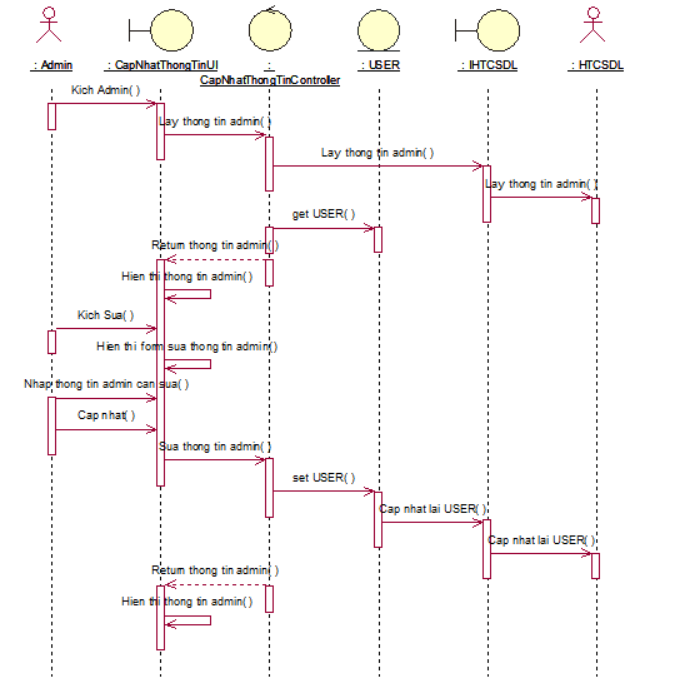 : Admin
: CapNhatThongTinUI
:
CapNhatThongTinController
: USER
: IHTCSDL
: HTCSDL
Kich Admin( )
Lay thong tin admin( )
Lay thong tin admin( )
Lay thong tin admin( )
get USER( )
Return thong tin admin( )
Hien thi thong tin admin( )
Kich Sua( )
Hien thi form sua thong tin admin( )
Nhap thong tin admin can sua( )
Cap nhat( )
Sua thong tin admin( )
set USER( )
Cap nhat lai USER( )
Cap nhat lai USER( )
Return thong tin admin( )
Hien thi thong tin admin( )